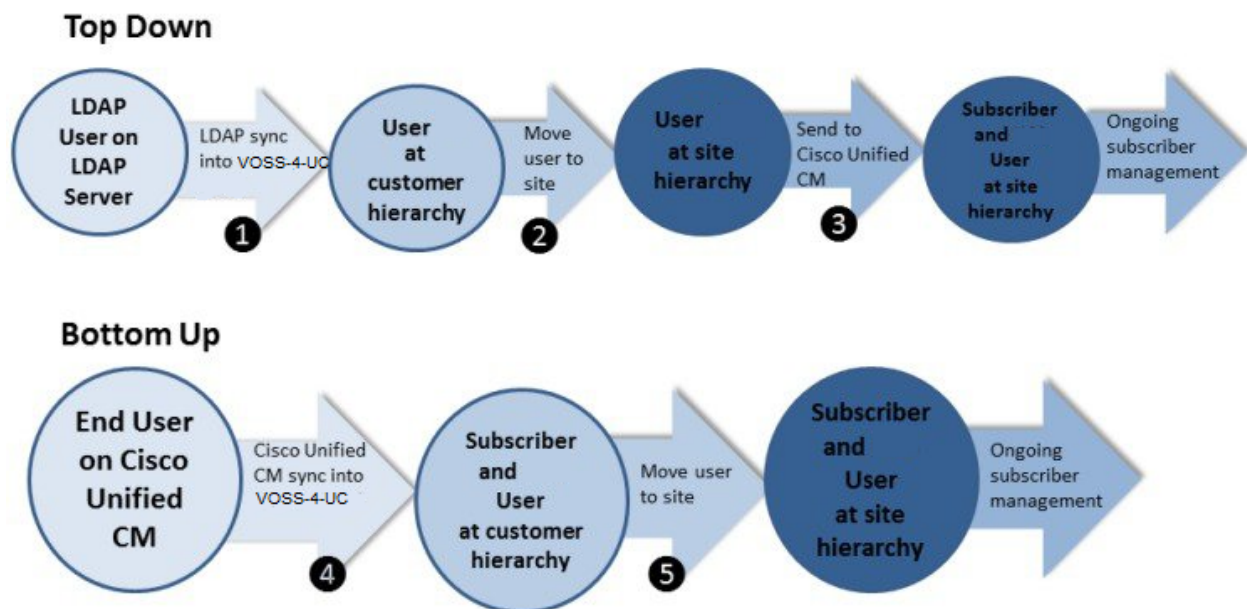 Top Down
LDAP
User on
LDAP
Server
LDAP sync
into VOSS-4-UC
1
User
at
customer
hierarchy
Move
user to
site
2
User
at site
hierarchy
Send to
Cisco Unified
CM
3
Subscriber
and
User
at site
hierarchy
Ongoing
subscriber
management
Bottom Up
End User
on Cisco
Unified
CM
Cisco Unified
CM sync into
VOSS-4-UC
4
Subscriber
and
User
at customer
hierarchy
Move user
to site
5
Subscriber
and
User
at site
hierarchy
Ongoing
subscriber
management